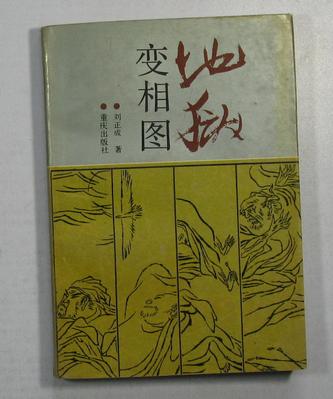 地狱
变相图
刘正成 著
重庆出版社